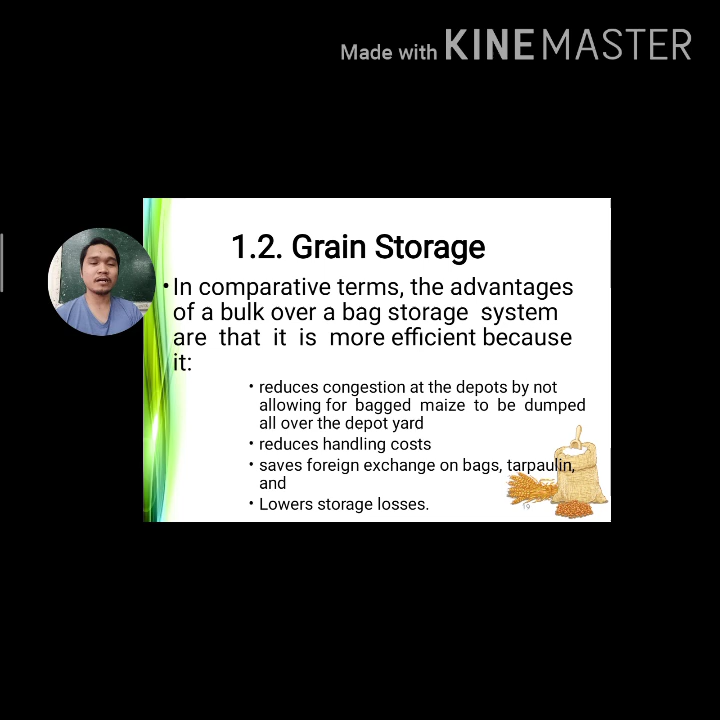 Made with KINEMASTER
1.2. Grain Storage
• In comparative terms, the advantages
of a bulk over a bag storage system
are that it is more efficient because
it:
• reduces congestion at the depots by not
allowing for bagged maize to be dumped
all over the depot yard
• reduces handling costs
• saves foreign exchange on bags, tarpaulin,
and
• Lowers storage losses.
19